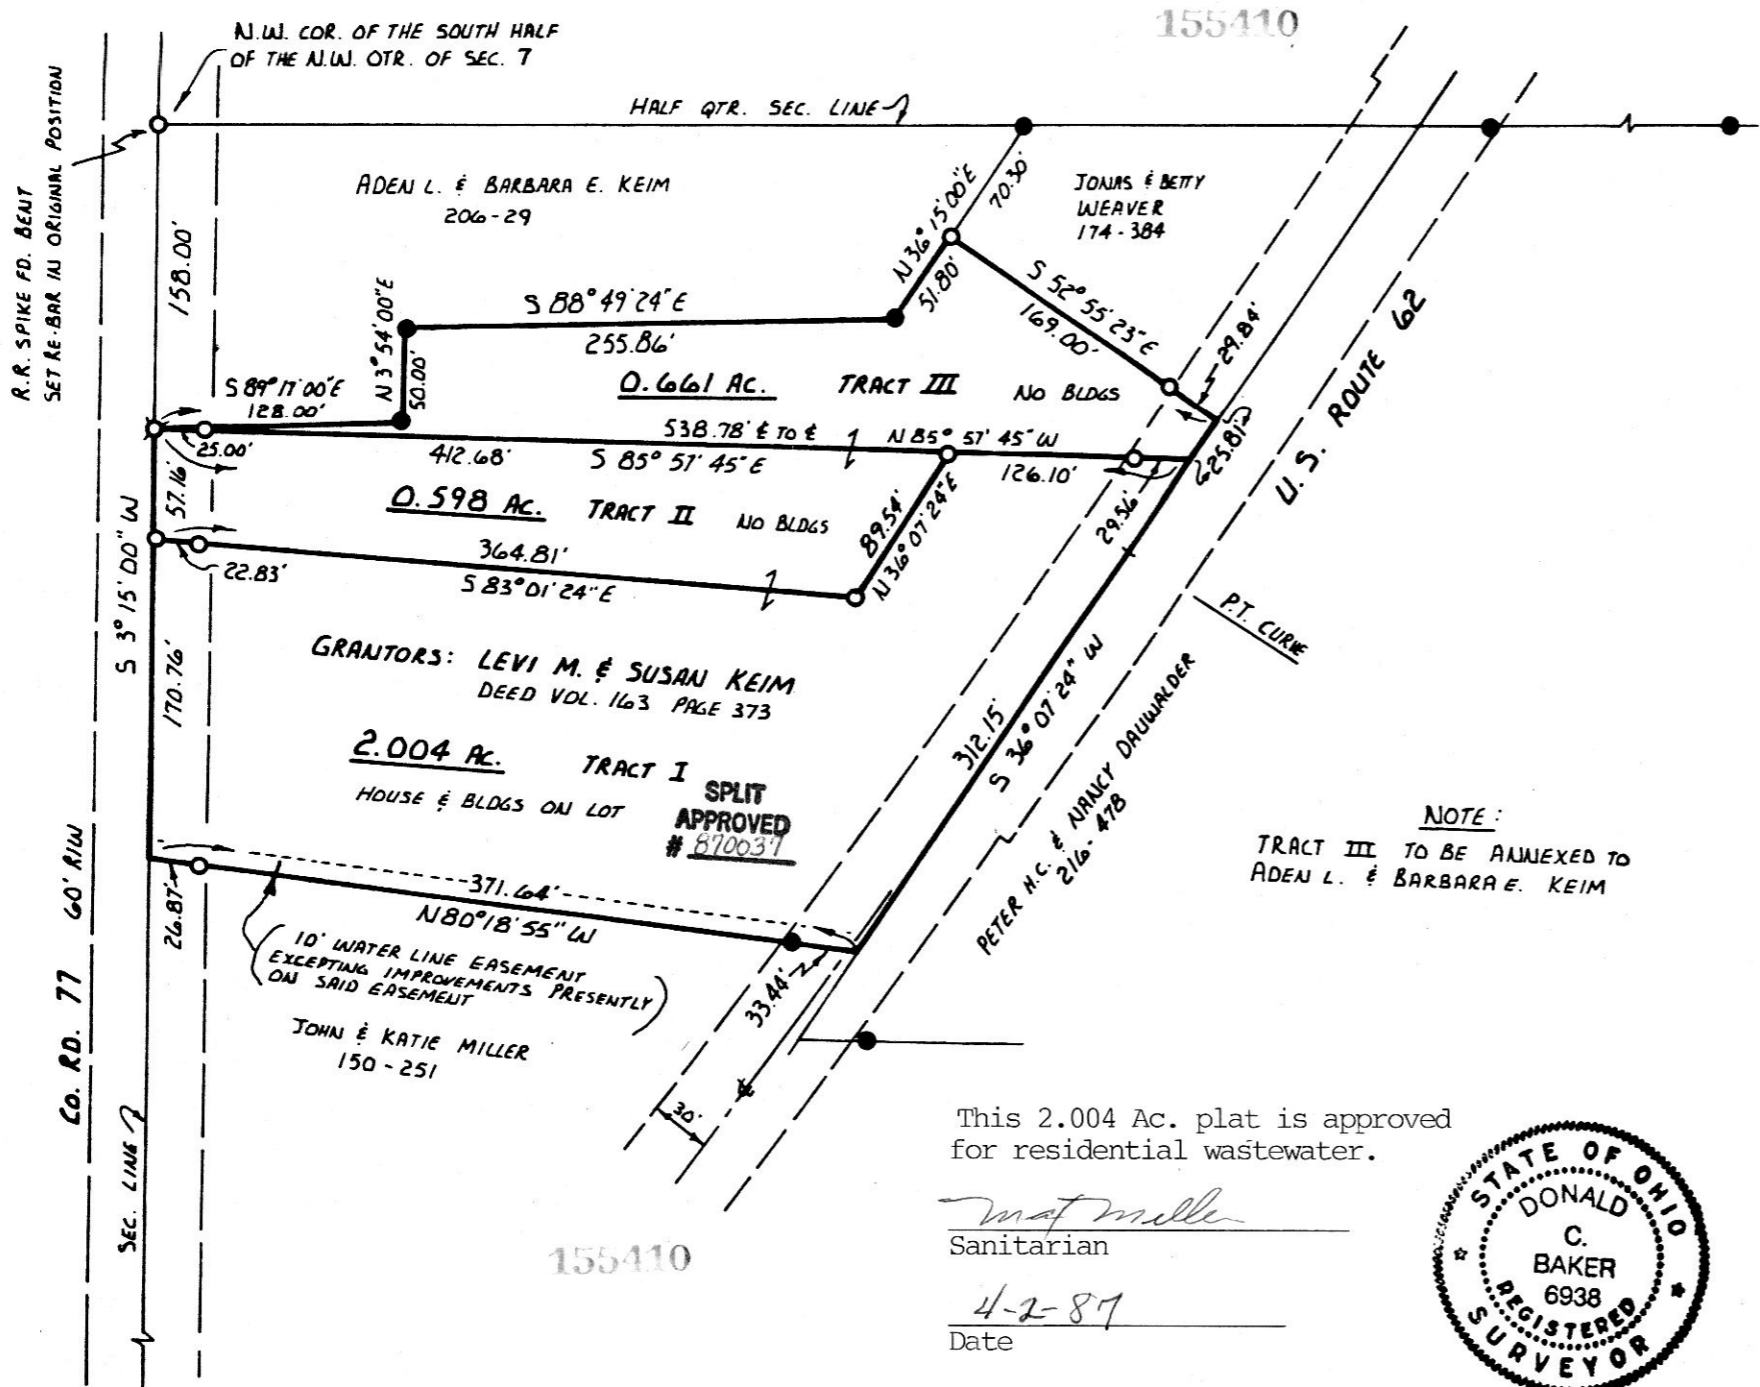 155410
N.W. COR. OF THE SOUTH HALF
OF THE N.W. QTR. OF SEC. 7
R.R. SPIKE FD. BENT
SET RE-BAR IN ORIGINAL POSITION
HALF QTR. SEC. LINE
ADEN L. & BARBARA E. KEIM
206-29
JONAS & BETTY
WEAVER
174-384
158.00'
N 36° 15' 00" E
70.30'
51.80'
S 52° 55' 23" E
169.00'
29.84'
U.S. ROUTE 62
N 3° 54' 00" E
50.00'
S 88° 49' 24" E
255.86'
S 89° 17' 00" E
128.00'
0.661 AC. TRACT III NO BLDGS
538.78' ℄ TO ℄
N 85° 57' 45" W
25.00'
412.68'
S 85° 57' 45" E
126.10'
625.81'
57.16'
0.598 AC. TRACT II NO BLDGS
89.54'
N 36° 07' 24" E
29.56'
22.83'
364.81'
S 83° 01' 24" E
S 3° 15' 00" W
P.T. CURVE
GRANTORS: LEVI M. & SUSAN KEIM
DEED VOL. 163 PAGE 373
170.76'
2.004 AC. TRACT I
HOUSE & BLDGS ON LOT
SPLIT
APPROVED
# 870037
312.15'
S 36° 07' 24" W
PETER H.C. & NANCY DAUWALDER
216-478
NOTE:
TRACT III TO BE ANNEXED TO
ADEN L. & BARBARA E. KEIM
26.87'
371.64'
N 80° 18' 55" W
33.44'
10' WATER LINE EASEMENT
EXCEPTING IMPROVEMENTS PRESENTLY
ON SAID EASEMENT
JOHN & KATIE MILLER
150-251
CO. RD. 77 60' R/W
SEC. LINE
℄
30'
This 2.004 Ac. plat is approved
for residential wastewater.
Mat Miller
Sanitarian
4-2-87
Date
155410
STATE OF OHIO
DONALD
C.
BAKER
6938
REGISTERED
SURVEYOR